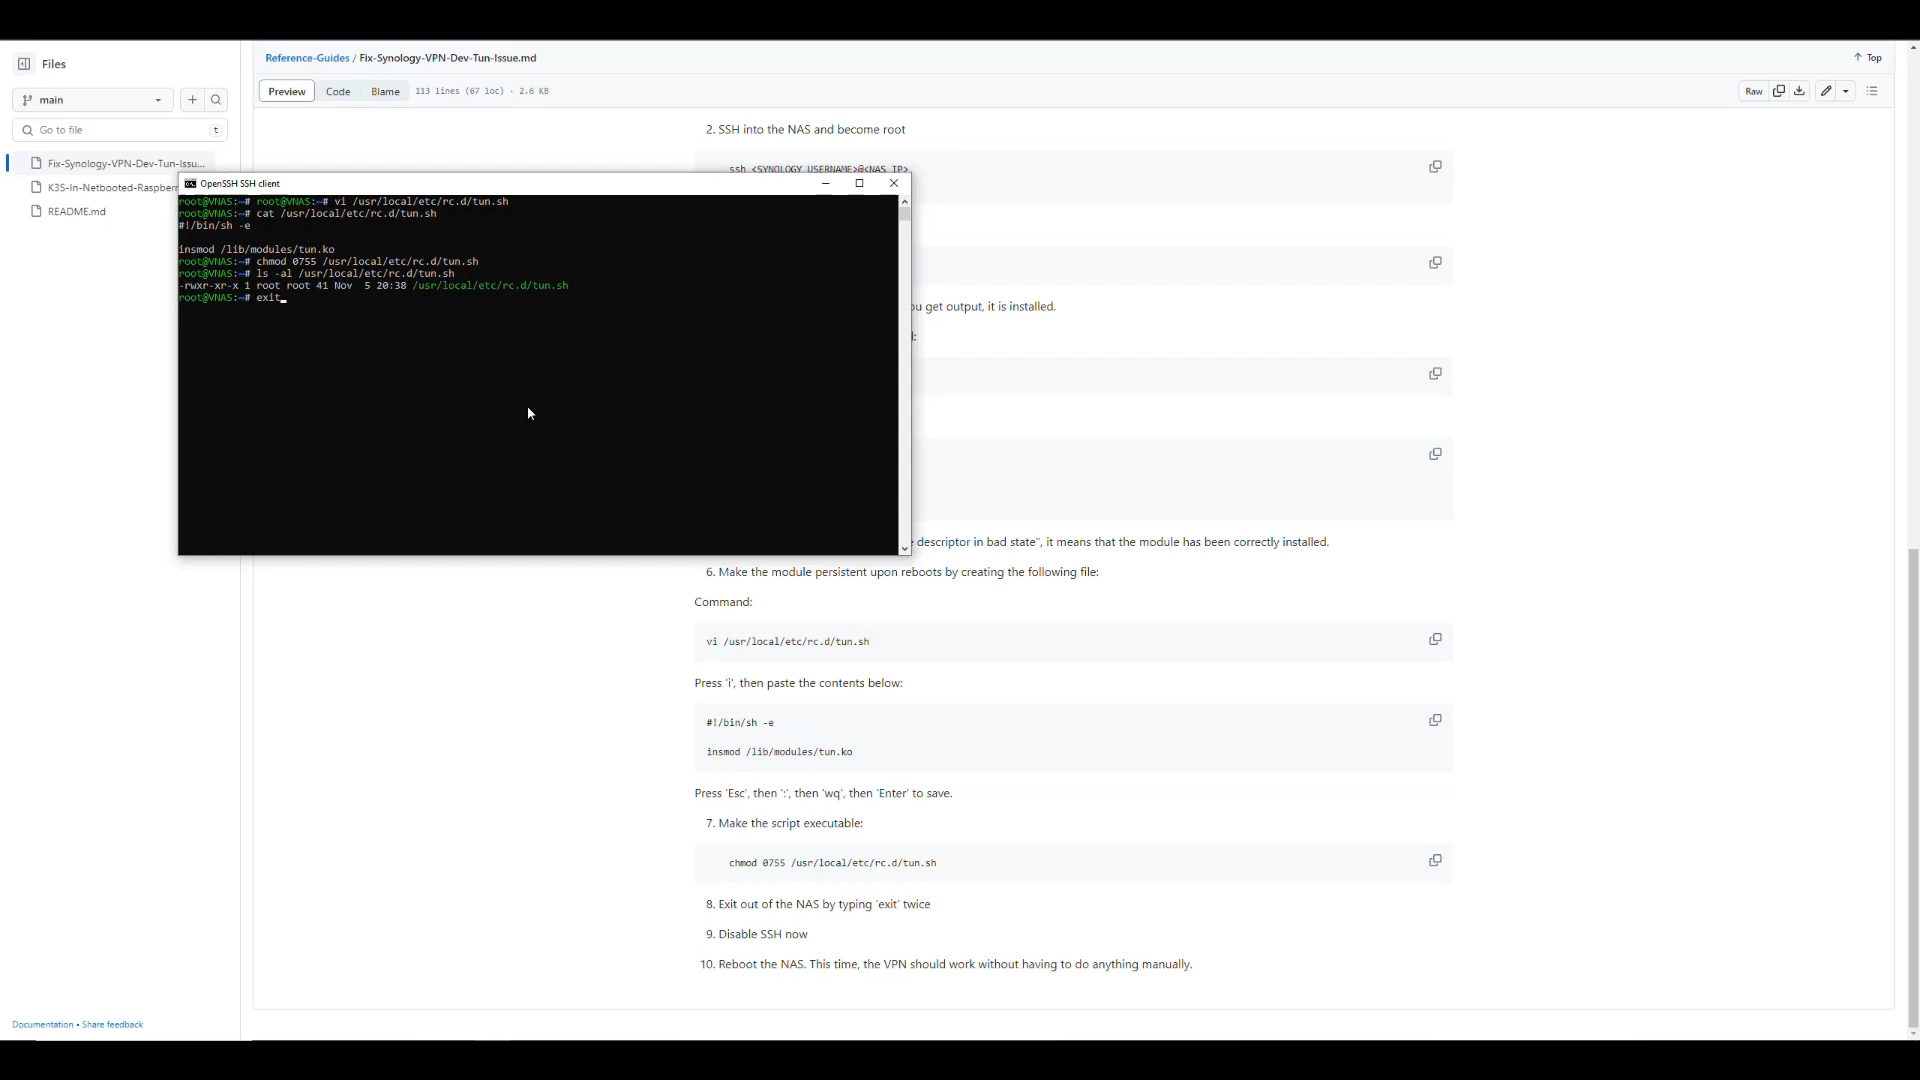 Files
main
Go to file
t
Fix-Synology-VPN-Dev-Tun-Issu...
K3S-In-Netbooted-Raspberr
README.md
Documentation • Share feedback
Reference-Guides / Fix-Synology-VPN-Dev-Tun-Issue.md
Top
Preview
Code
Blame
113 lines (67 loc) · 2.6 KB
Raw
2. SSH into the NAS and become root
ssh <SYNOLOGY_USERNAME>@<NAS_IP>
OpenSSH SSH client
root@VNAS:~# root@VNAS:~# vi /usr/local/etc/rc.d/tun.sh
root@VNAS:~# cat /usr/local/etc/rc.d/tun.sh
#!/bin/sh -e
insmod /lib/modules/tun.ko
root@VNAS:~# chmod 0755 /usr/local/etc/rc.d/tun.sh
root@VNAS:~# ls -al /usr/local/etc/rc.d/tun.sh
-rwxr-xr-x 1 root root 41 Nov  5 20:38 /usr/local/etc/rc.d/tun.sh
root@VNAS:~# exit_
get output, it is installed.
descriptor in bad state", it means that the module has been correctly installed.
6. Make the module persistent upon reboots by creating the following file:
Command:
vi /usr/local/etc/rc.d/tun.sh
Press 'i', then paste the contents below:
#!/bin/sh -e
insmod /lib/modules/tun.ko
Press 'Esc', then ':', then 'wq', then 'Enter' to save.
7. Make the script executable:
chmod 0755 /usr/local/etc/rc.d/tun.sh
8. Exit out of the NAS by typing 'exit' twice
9. Disable SSH now
10. Reboot the NAS. This time, the VPN should work without having to do anything manually.